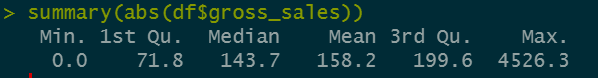 > summary(abs(df$gross_sales))
Min. 1st Qu. Median Mean 3rd Qu. Max.
0.0 71.8 143.7 158.2 199.6 4526.3